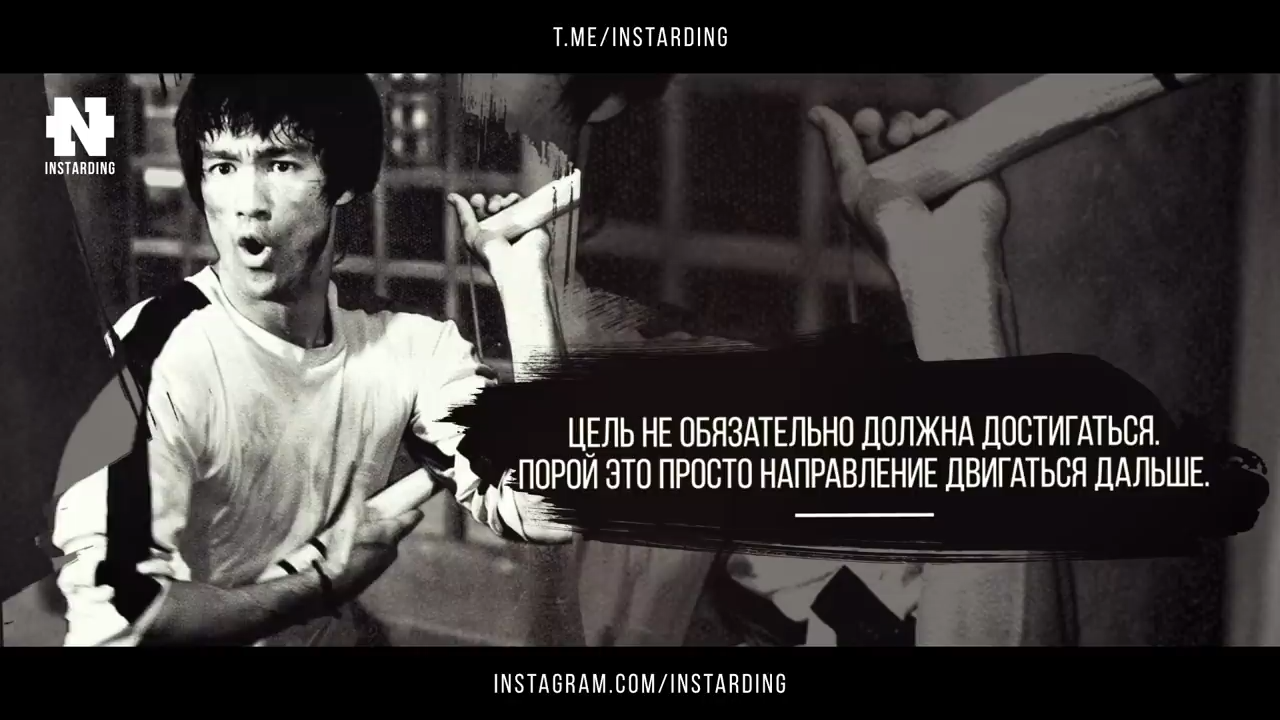 T.ME/INSTARDING
N
INSTARDING
ЦЕЛЬ НЕ ОБЯЗАТЕЛЬНО ДОЛЖНА ДОСТИГАТЬСЯ.
ПОРОЙ ЭТО ПРОСТО НАПРАВЛЕНИЕ ДВИГАТЬСЯ ДАЛЬШЕ.
INSTAGRAM.COM/INSTARDING